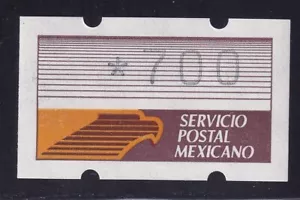 *700
SERVICIO
POSTAL
MEXICANO